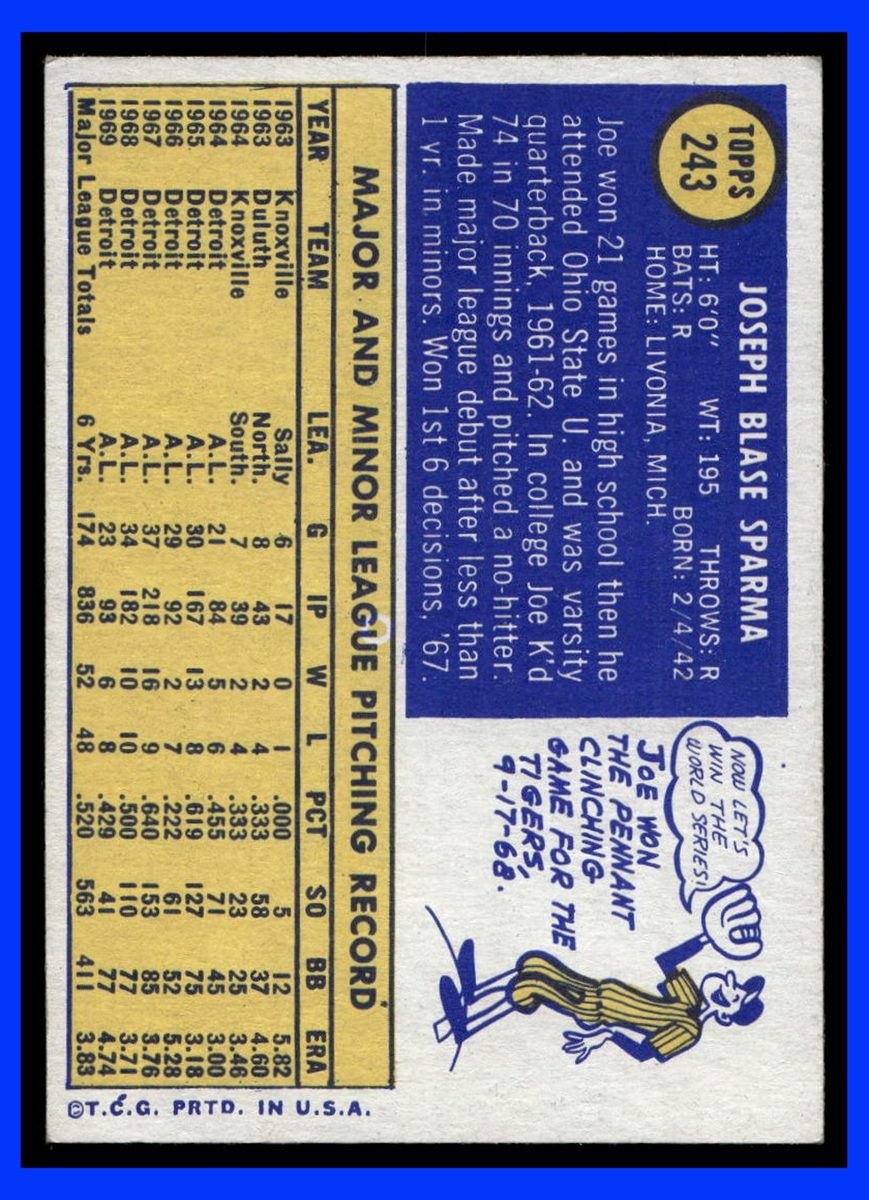 TOPPS
243
JOSEPH BLASE SPARMA
HT: 6'0" WT: 195 THROWS: R
BATS: R BORN: 2/4/42
HOME: LIVONIA, MICH.
Joe won 21 games in high school then he
attended Ohio State U. and was varsity
quarterback, 1961-62. In college Joe K'd
74 in 70 innings and pitched a no-hitter.
Made major league debut after less than
1 yr. in minors. Won 1st 6 decisions, '67.
NOW LET'S
WIN THE
WORLD SERIES!
JOE WON
THE PENNANT
CLINCHING
GAME FOR THE
TIGERS,
9-17-68.
MAJOR AND MINOR LEAGUE PITCHING RECORD
YEAR TEAM LEA. G IP W L PCT SO BB ERA
1963 Knoxville Sally 6 17 0 1 .000 5 12 5.82
1963 Duluth North. 8 43 2 4 .333 58 37 4.60
1964 Knoxville South. 7 39 2 4 .333 23 25 3.46
1964 Detroit A.L. 21 84 5 6 .455 71 45 3.00
1965 Detroit A.L. 30 167 13 8 .619 127 75 3.18
1966 Detroit A.L. 29 92 2 7 .222 61 52 5.28
1967 Detroit A.L. 37 218 16 9 .640 153 85 3.76
1968 Detroit A.L. 34 182 10 10 .500 110 77 3.71
1969 Detroit A.L. 23 93 6 8 .429 41 77 4.74
Major League Totals 6 Yrs. 174 836 52 48 .520 563 411 3.83
©T.C.G. PRTD. IN U.S.A.